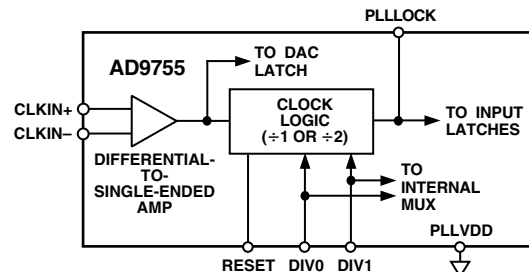 PLLLOCK
AD9755
TO DAC
LATCH
CLKIN+
CLKIN–
CLOCK
LOGIC
(÷1 OR ÷2)
TO INPUT
LATCHES
DIFFERENTIAL-
TO-
SINGLE-ENDED
AMP
TO
INTERNAL
MUX
PLLVDD
RESET
DIV0
DIV1